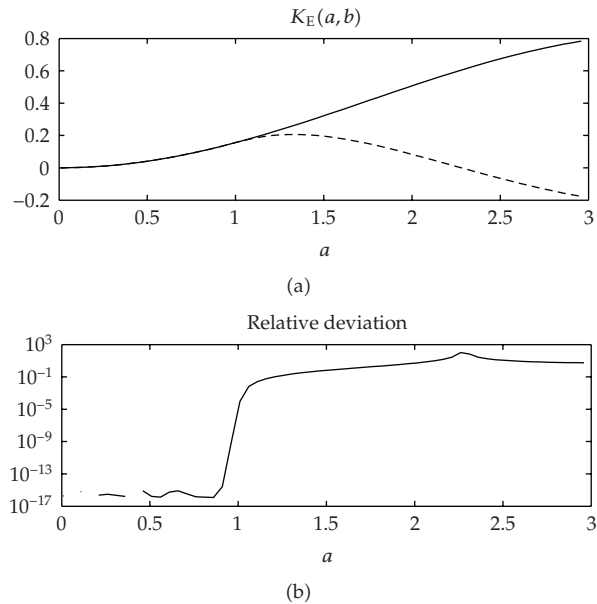 K_E(a, b)
0.8
0.6
0.4
0.2
0
−0.2
0 0.5 1 1.5 2 2.5 3
a
(a)
Relative deviation
10^3
10^−1
10^−5
10^−9
10^−13
10^−17
0 0.5 1 1.5 2 2.5 3
a
(b)